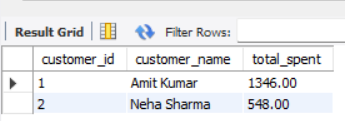 Result Grid Filter Rows:
customer_id customer_name total_spent
1 Amit Kumar 1346.00
2 Neha Sharma 548.00